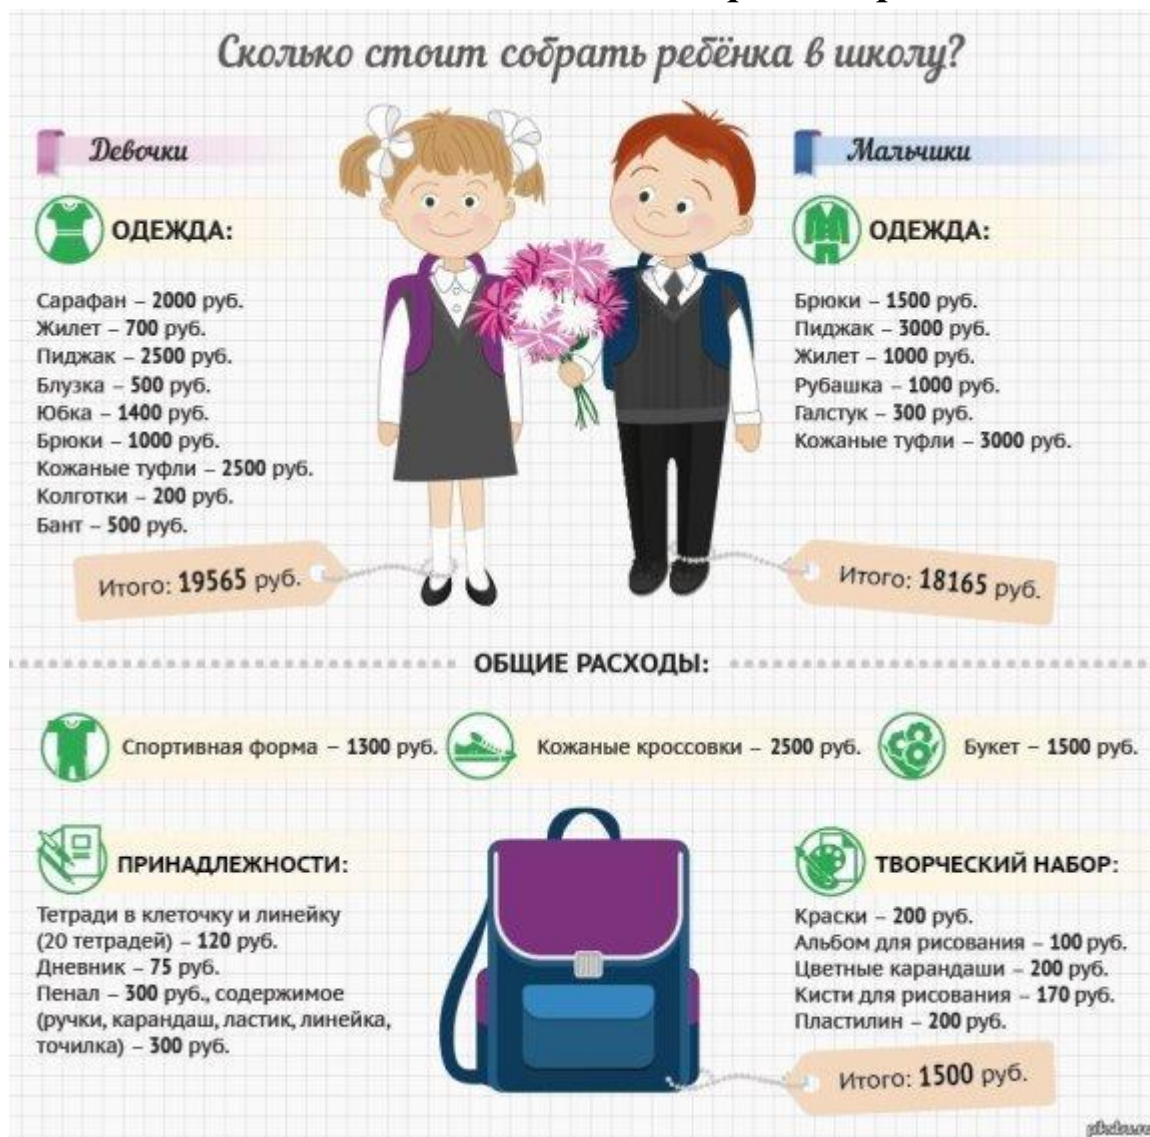 Сколько стоит собрать ребёнка в школу?
Девочки
ОДЕЖДА:
Сарафан – 2000 руб.
Жилет – 700 руб.
Пиджак – 2500 руб.
Блузка – 500 руб.
Юбка – 1400 руб.
Брюки – 1000 руб.
Кожаные туфли – 2500 руб.
Колготки – 200 руб.
Бант – 500 руб.
Итого: 19565 руб.
Мальчики
ОДЕЖДА:
Брюки – 1500 руб.
Пиджак – 3000 руб.
Жилет – 1000 руб.
Рубашка – 1000 руб.
Галстук – 300 руб.
Кожаные туфли – 3000 руб.
Итого: 18165 руб.
ОБЩИЕ РАСХОДЫ:
Спортивная форма – 1300 руб.
Кожаные кроссовки – 2500 руб.
Букет – 1500 руб.
ПРИНАДЛЕЖНОСТИ:
Тетради в клеточку и линейку
(20 тетрадей) – 120 руб.
Дневник – 75 руб.
Пенал – 300 руб., содержимое
(ручки, карандаш, ластик, линейка,
точилка) – 300 руб.
ТВОРЧЕСКИЙ НАБОР:
Краски – 200 руб.
Альбом для рисования – 100 руб.
Цветные карандаши – 200 руб.
Кисти для рисования – 170 руб.
Пластилин – 200 руб.
Итого: 1500 руб.